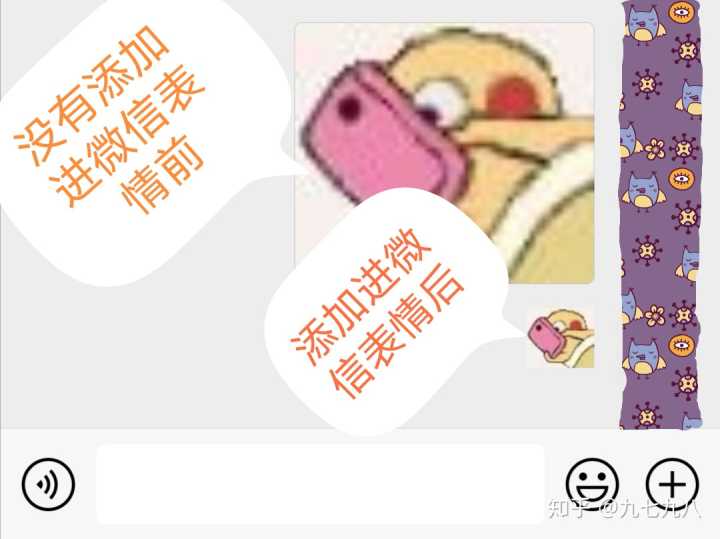 没有添加
进微信表
情前
添加进微
信表情后
知乎 @九七九八